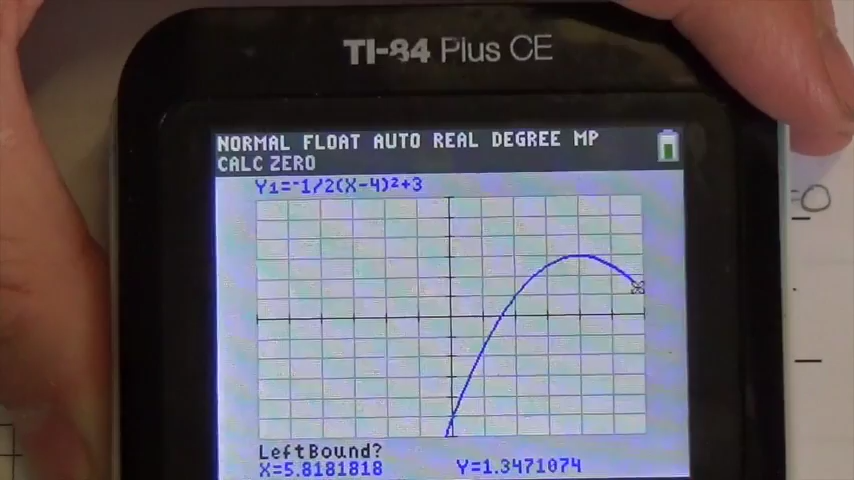 TI-84 Plus CE
NORMAL FLOAT AUTO REAL DEGREE MP
CALC ZERO
Y1=-1/2(X-4)²+3
=0
LeftBound?
X=5.8181818 Y=1.3471074